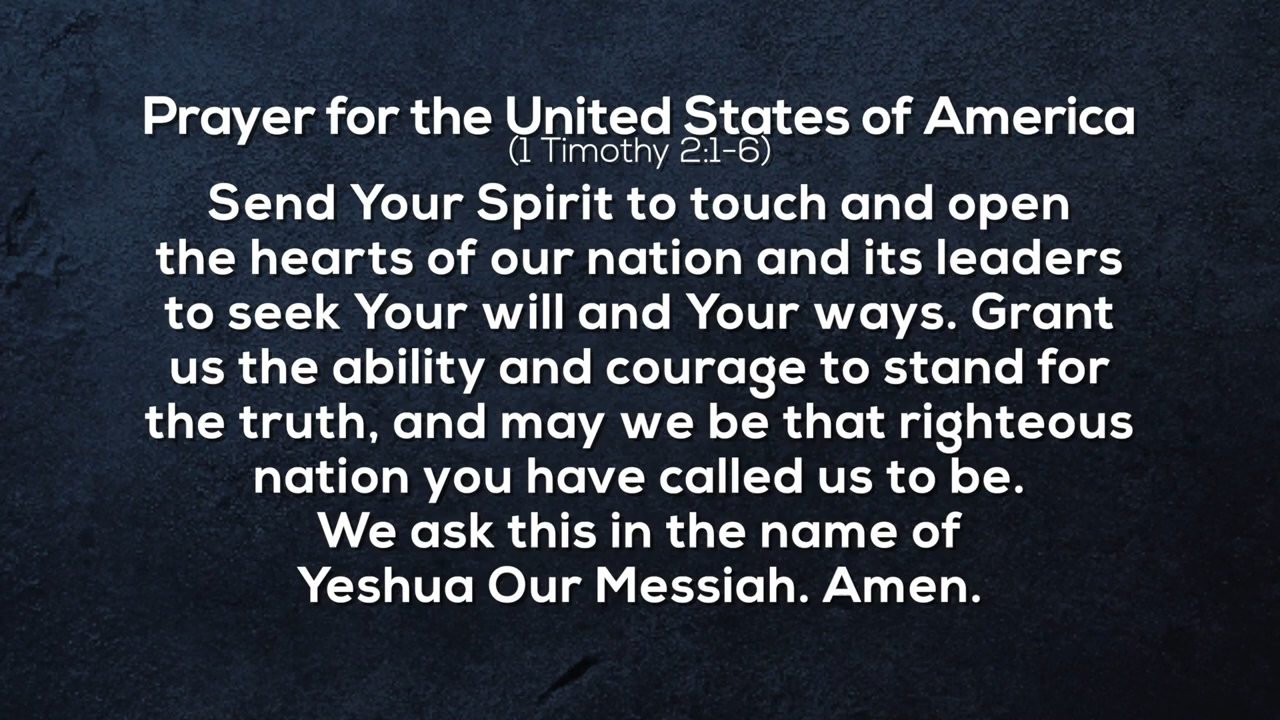 Prayer for the United States of America
(1 Timothy 2:1-6)
Send Your Spirit to touch and open
the hearts of our nation and its leaders
to seek Your will and Your ways. Grant
us the ability and courage to stand for
the truth, and may we be that righteous
nation you have called us to be.
We ask this in the name of
Yeshua Our Messiah. Amen.